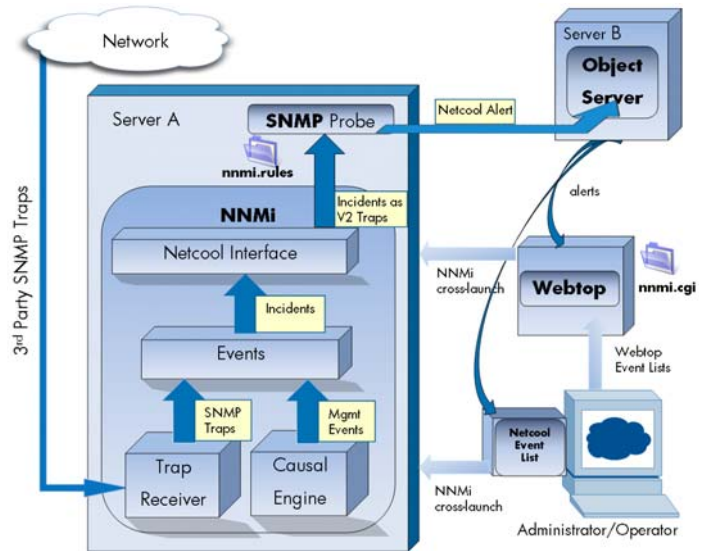 Network
Server B
Object
Server
Server A
SNMP Probe
Netcool Alert
nnmi.rules
NNMi
Incidents as
V2 Traps
alerts
3rd Party SNMP Traps
Netcool Interface
NNMi
cross-launch
Webtop
nnmi.cgi
Incidents
Events
Webtop
Event Lists
SNMP
Traps
Mgmt
Events
Trap
Receiver
Causal
Engine
Netcool
Event
List
NNMi
cross-launch
Administrator/Operator